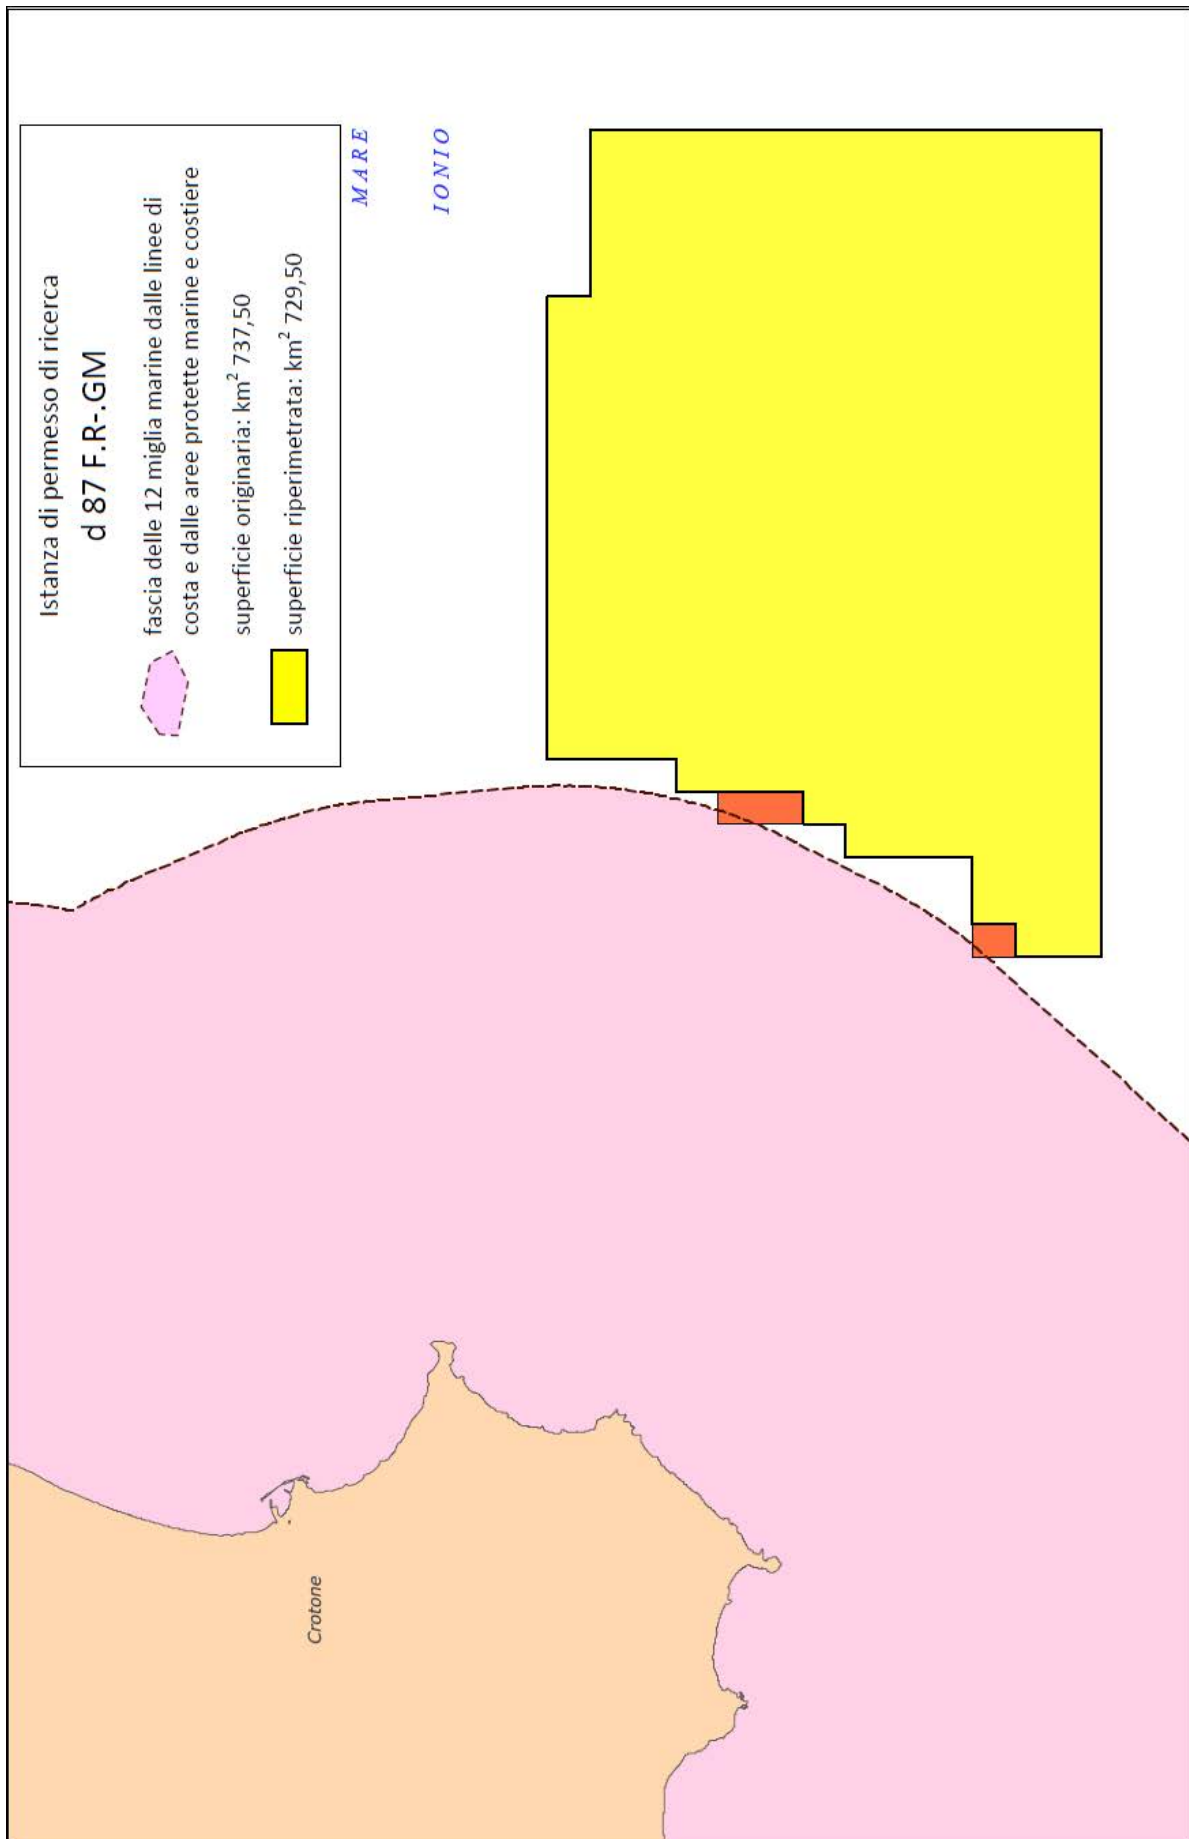 Istanza di permesso di ricerca
d 87 F.R-.GM
fascia delle 12 miglia marine dalle linee di
costa e dalle aree protette marine e costiere
superficie originaria: km² 737,50
superficie riperimetrata: km² 729,50
MARE
IONIO
Crotone